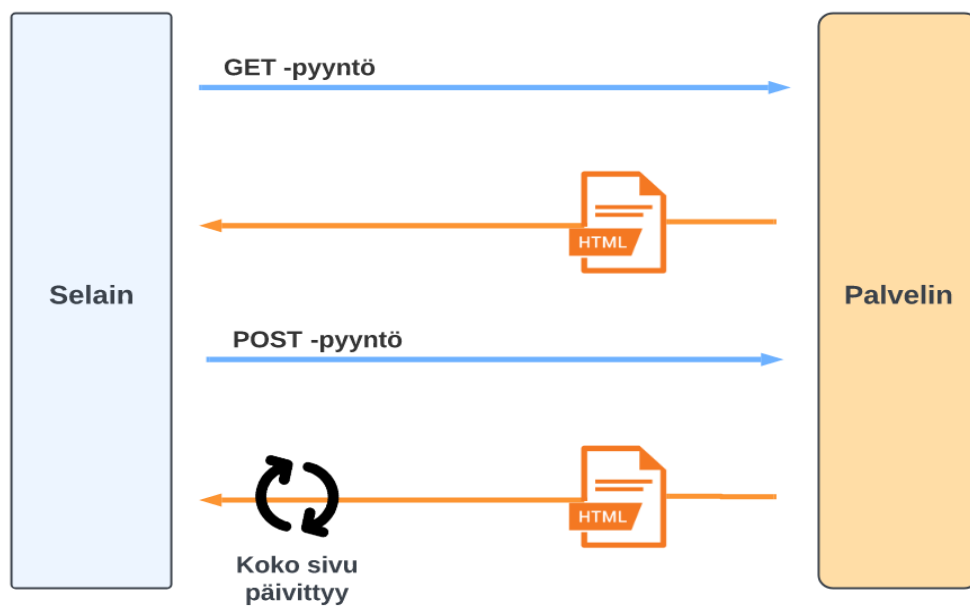 GET -pyyntö
HTML
Selain
Palvelin
POST -pyyntö
HTML
Koko sivu
päivittyy